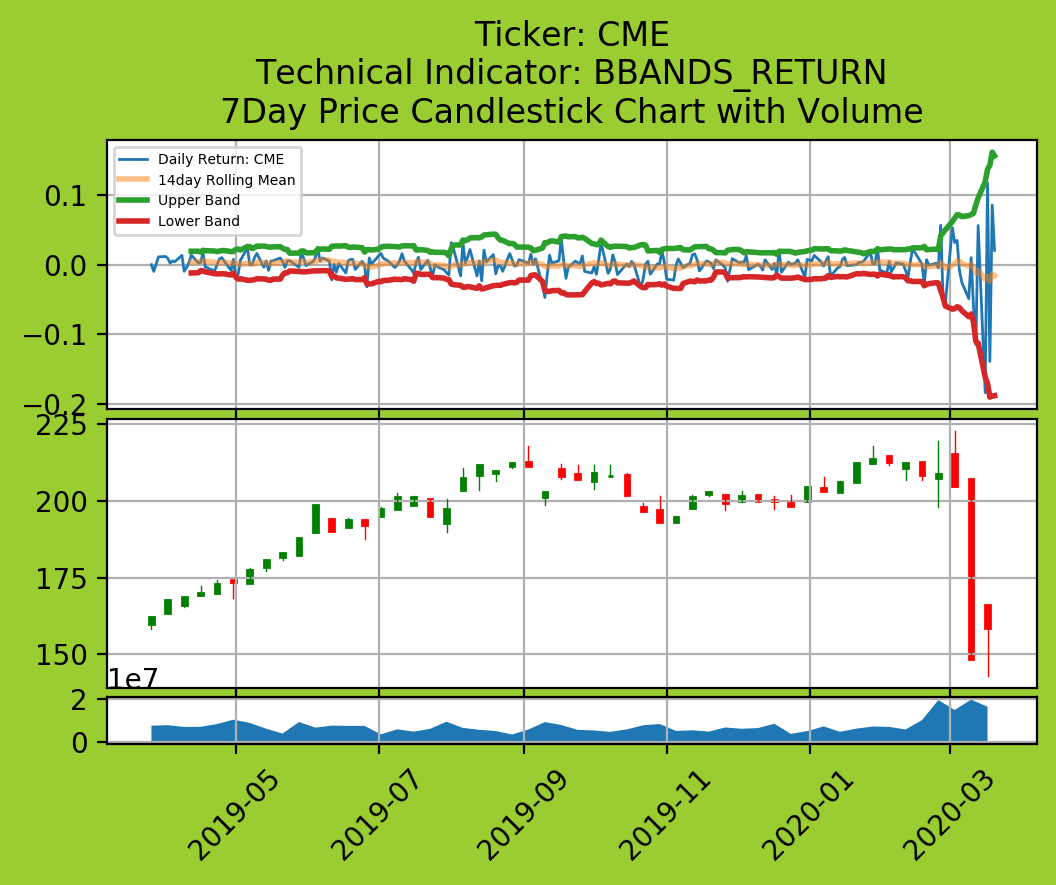 Ticker: CME
Technical Indicator: BBANDS_RETURN
7Day Price Candlestick Chart with Volume
Daily Return: CME
14day Rolling Mean
Upper Band
Lower Band
0.1
0.0
−0.1
−0.2
225
200
175
150
1e7
2
0
2019-05
2019-07
2019-09
2019-11
2020-01
2020-03